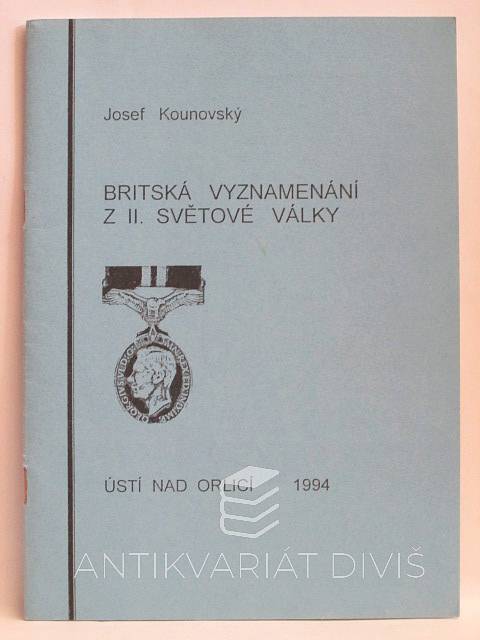 Josef Kounovský
BRITSKÁ VYZNAMENÁNÍ
Z II. SVĚTOVÉ VÁLKY
ÚSTÍ NAD ORLICÍ 1994
ANTIKVARIÁT DIVIŠ